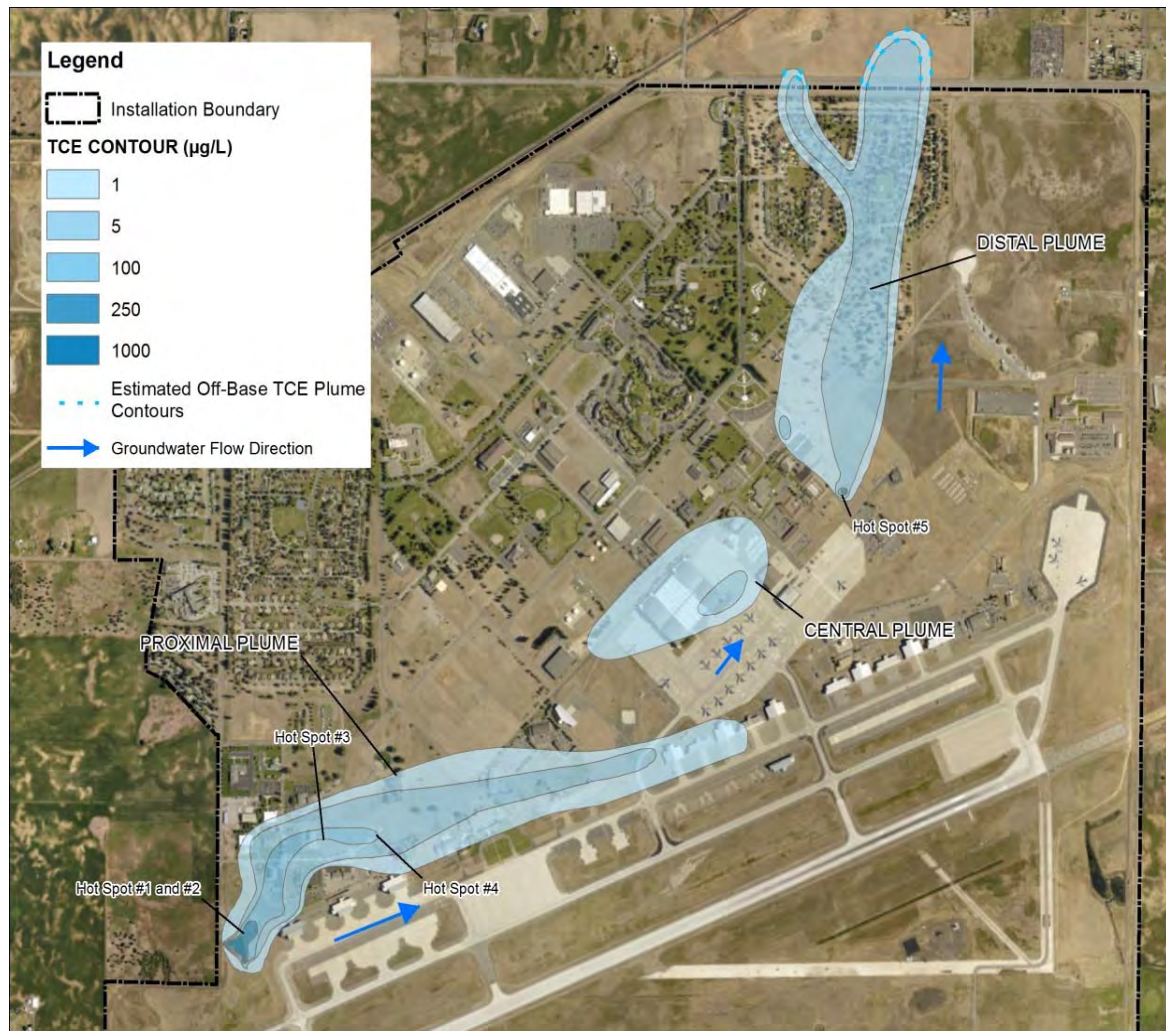 Legend
Installation Boundary
TCE CONTOUR (µg/L)
1
5
100
250
1000
Estimated Off-Base TCE Plume
Contours
Groundwater Flow Direction
DISTAL PLUME
Hot Spot #5
CENTRAL PLUME
PROXIMAL PLUME
Hot Spot #3
Hot Spot #1 and #2
Hot Spot #4